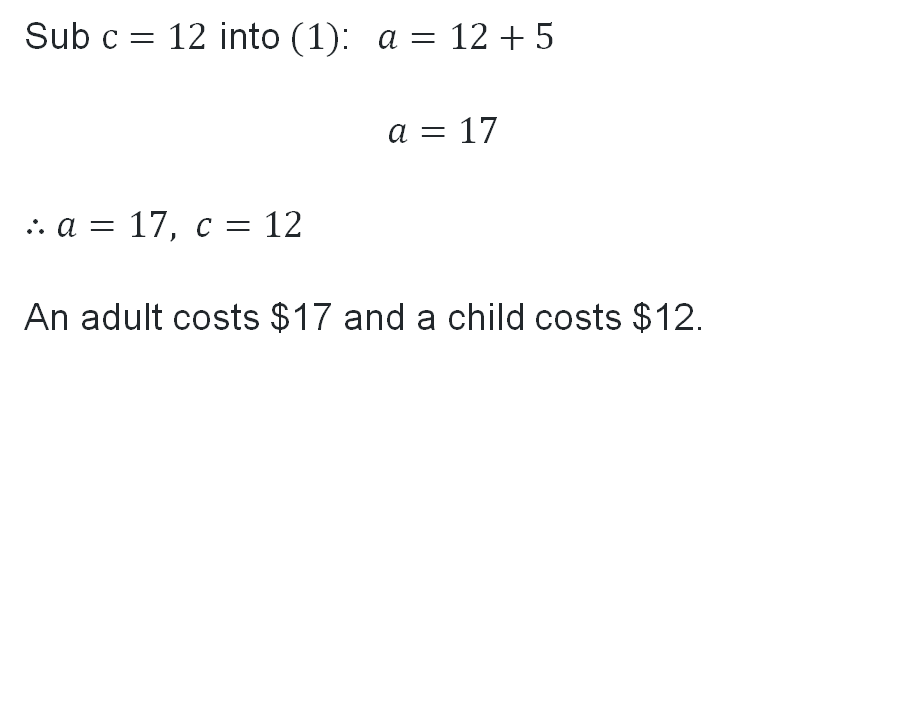 Sub c = 12 into (1): a = 12 + 5
a = 17
∴ a = 17, c = 12
An adult costs $17 and a child costs $12.